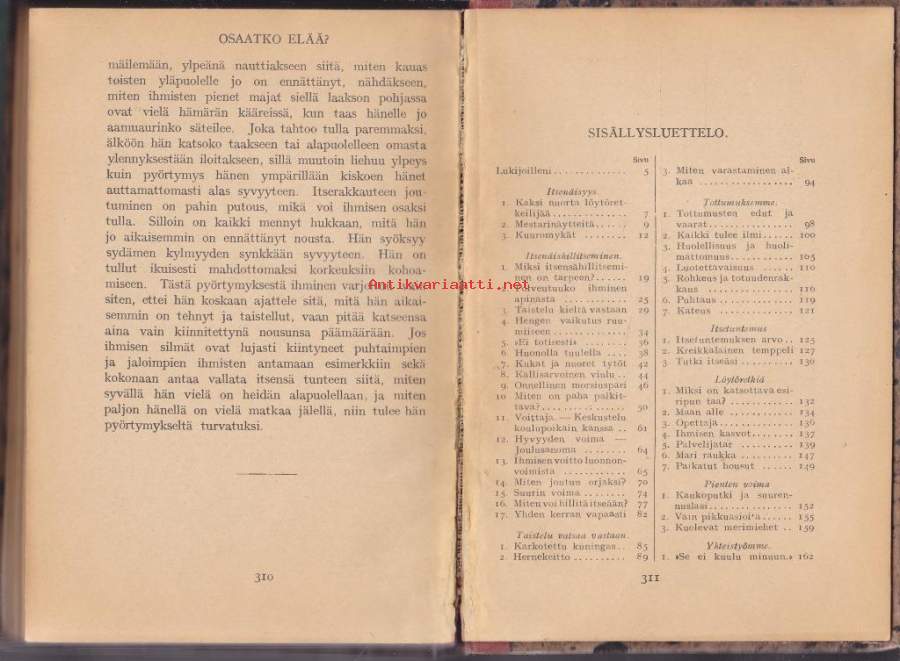 OSAATKO ELÄÄ?
mäilemään, ylpeänä nauttiakseen siitä, miten kauas
toisten yläpuolelle jo on ennättänyt, nähdäkseen,
miten ihmisten pienet majat siellä laakson pohjassa
ovat vielä hämärän kääreissä, kun taas hänelle jo
aamuaurinko säteilee. Joka tahtoo tulla paremmaksi,
älköön hän katsoko taakseen tai alapuolelleen omasta
ylennyksestään iloitakseen, sillä muutoin liehuu ylpeys
kuin pyörtymys hänen ympärillään kiskoen hänet
auttamattomasti alas syvyyteen. Itserakkauteen jou-
tuminen on pahin putous, mikä voi ihmisen osaksi
tulla. Silloin on kaikki mennyt hukkaan, mitä hän
jo aikaisemmin on ennättänyt nousta. Hän syöksyy
sydämen kylmyyden synkkään syvyyteen. Hän on
tullut ikuisesti mahdottomaksi korkeuksiin kohoa-
miseen. Tästä pyörtymyksestä ihminen
siten, ettei hän koskaan ajattele sitä, mitä hän aikai-
semmin on tehnyt ja taistellut, vaan pitää katseensa
aina vain kiinnitettynä nousunsa päämäärään. Jos
ihmisen silmät ovat lujasti kiintyneet puhtaimpien
ja jaloimpien ihmisten antamaan esimerkkiin sekä
kokonaan antaa vallata itsensä tunteen siitä, miten
syvällä hän vielä on heidän alapuolellaan, ja miten
paljon hänellä on vielä matkaa jälellä, niin tulee hän
pyörtymykseltä turvatuksi.
310
Antikvariaatti.net
SISÄLLYSLUETTELO.
Sivu
Lukijoilleni 5
Itsenäisyys
1. Kaksi nuorta löytöret-
keilijää 7
2. Mestarinäytteitä 9
3. Kuuromykät 12
Itsensähillitseminen.
1. Miksi itsensähillitsemi-
nen on tarpeen? 19
2. Polveutuuko ihminen
apinasta 25
3. Taistelu kieltä vastaan 29
4. Hengen vaikutus ruu-
miiseen 34
5. »Ei totisesti» 36
6. Huonolla tuulella 38
7. Kukat ja nuoret tytöt 42
8. Kallisarvoinen viulu 44
9. Onnellinen morsiuspari 46
10 Miten on paha palkit-
tava? 50
11. Voittaja. — Keskustelu
koulupoikain kanssa 61
12. Hyvyyden voima —
Joulusanoma 64
13. Ihmisen voitto luonnon-
voimista 65
14. Miten joutuu orjaksi? 70
15. Suurin voima 74
16. Miten voi hillitä itseään? 77
17. Yhden kerran vapaasti 82
Taistelu vatsaa vastaan.
1. Karkotettu kuningas 85
2 Hernekeitto 89
Sivu
3. Miten varastaminen al-
kaa 94
Tottumuksemme.
1. Tottumusten edut ja
vaarat 98
2. Kaikki tulee ilmi 100
3. Huolellisuus ja huoli-
mattomuus 105
4. Luotettavaisuus 110
5. Rohkeus ja totuudenrak-
kaus 116
6. Puhtaus 119
7. Kateus 121
Itsetuntemus
1. Itsetuntemuksen arvo 125
2. Kreikkalainen temppeli 127
3. Tutki itseäsi 130
Löytöretkiä
1. Miksi on katsottava esi-
ripun taa? 132
2. Maan alle 134
3. Opettaja 136
4. Ihmisen kasvot 137
5. Palvelijatar 139
6. Mari raukka 147
7. Paikatut housut 149
Pienten voima
1. Kaukoputki ja suuren-
nuslasi 152
2. Vain pikkuasioita 155
3. Kuolevat merimiehet 159
Yhteistyömme.
1. »Se ei kuulu minuun.» 162
311